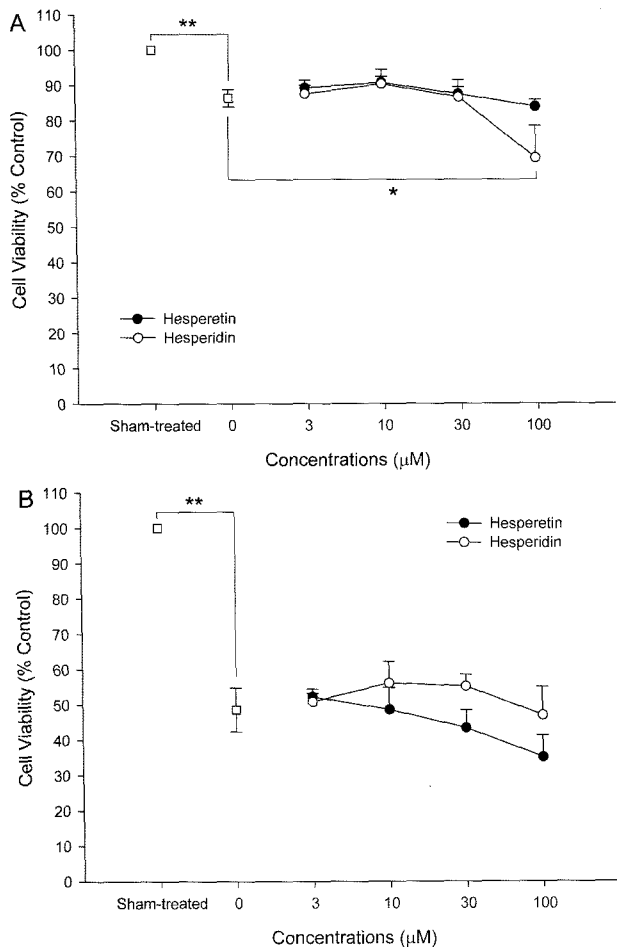 A
**
110
100
90
80
70
60
50
40
30
20
10
0
Cell Viability (% Control)
*
Hesperetin
Hesperidin
Sham-treated 0 3 10 30 100
Concentrations (μM)
B
**
110
100
90
80
70
60
50
40
30
20
10
0
Cell Viability (% Control)
Hesperetin
Hesperidin
Sham-treated 0 3 10 30 100
Concentrations (μM)